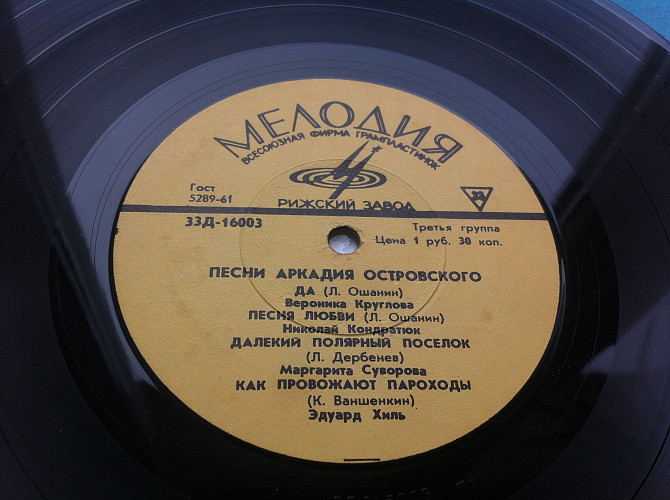 МЕЛОДИЯ
ВСЕСОЮЗНАЯ ФИРМА ГРАМПЛАСТИНОК
Гост
5289-61
РИЖСКИЙ ЗАВОД
33Д-16003
Третья группа
Цена 1 руб. 30 коп.
ПЕСНИ АРКАДИЯ ОСТРОВСКОГО
ДА (Л. Ошанин)
Вероника Круглова
ПЕСНЯ ЛЮБВИ (Л. Ошанин)
Николай Кондратюк
ДАЛЕКИЙ ПОЛЯРНЫЙ ПОСЕЛОК
(Л. Дербенев)
Маргарита Суворова
КАК ПРОВОЖАЮТ ПАРОХОДЫ
(К. Ваншенкин)
Эдуард Хиль